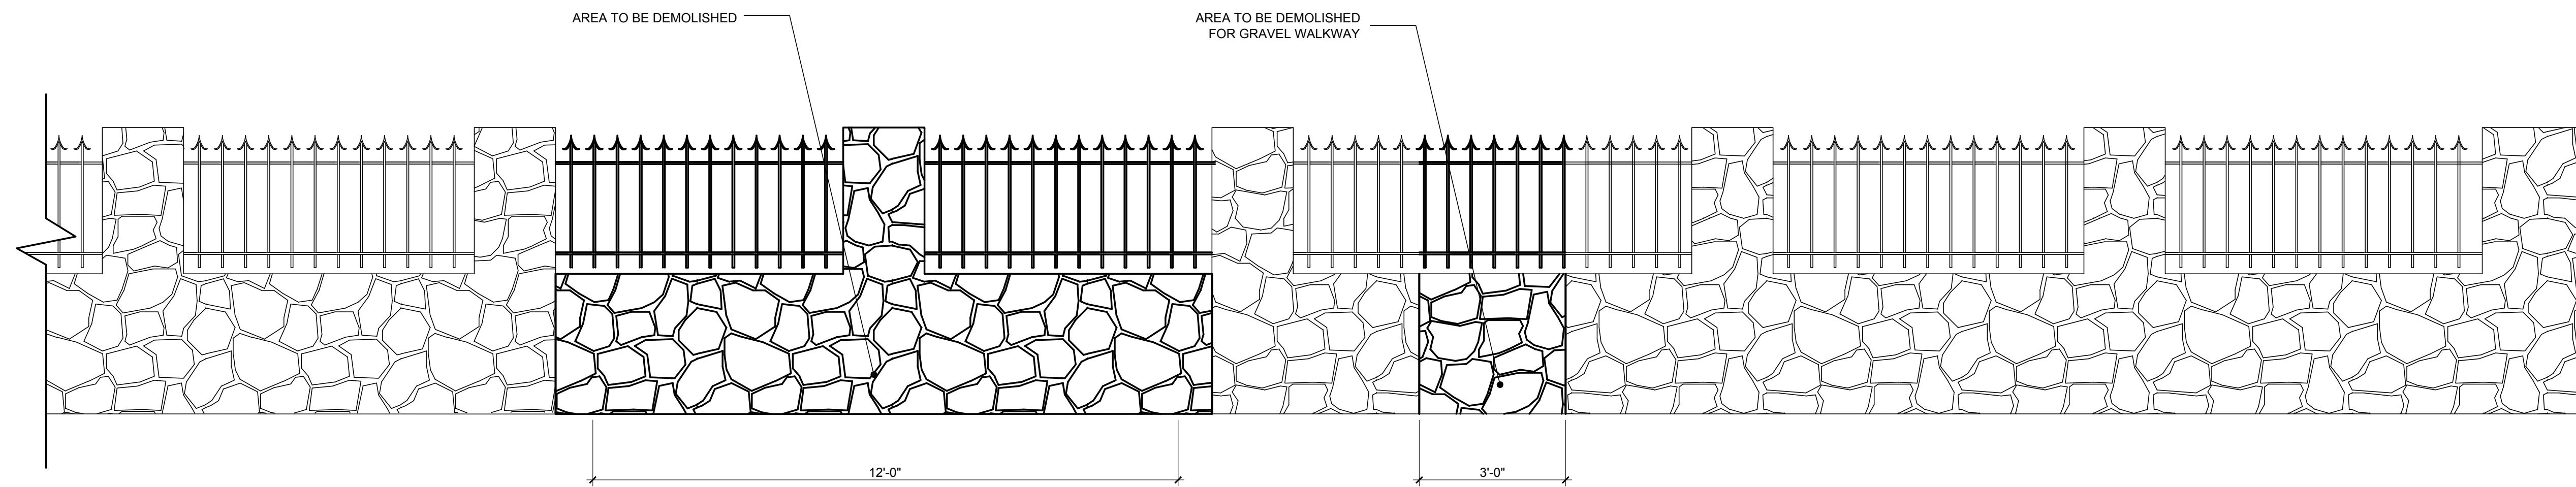 AREA TO BE DEMOLISHED
AREA TO BE DEMOLISHED
FOR GRAVEL WALKWAY
12'-0"
3'-0"